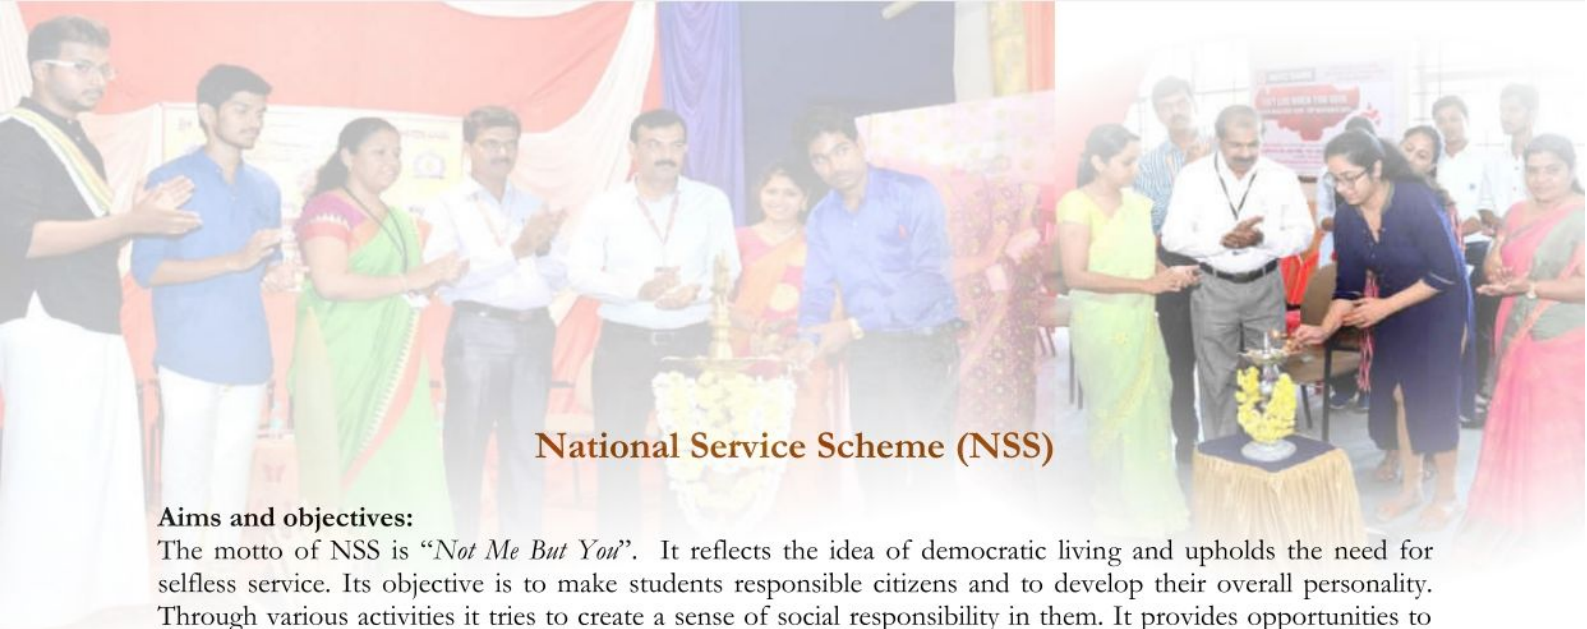 National Service Scheme (NSS)
Aims and objectives:
The motto of NSS is “Not Me But You”. It reflects the idea of democratic living and upholds the need for
selfless service. Its objective is to make students responsible citizens and to develop their overall personality.
Through various activities it tries to create a sense of social responsibility in them. It provides opportunities to